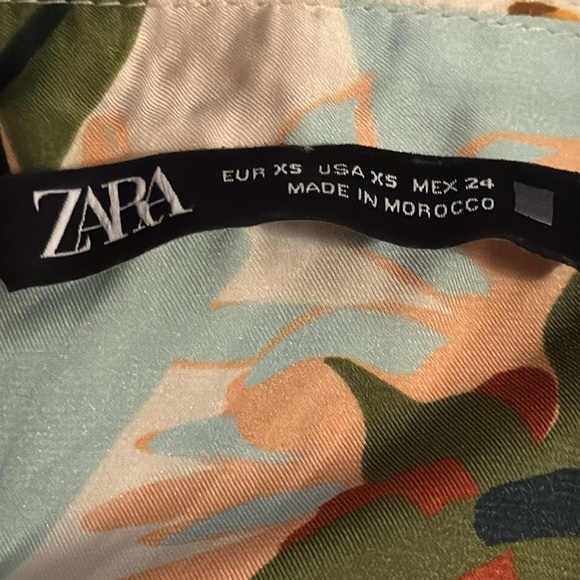 ZARA
EUR XS USA XS MEX 24
MADE IN MOROCCO